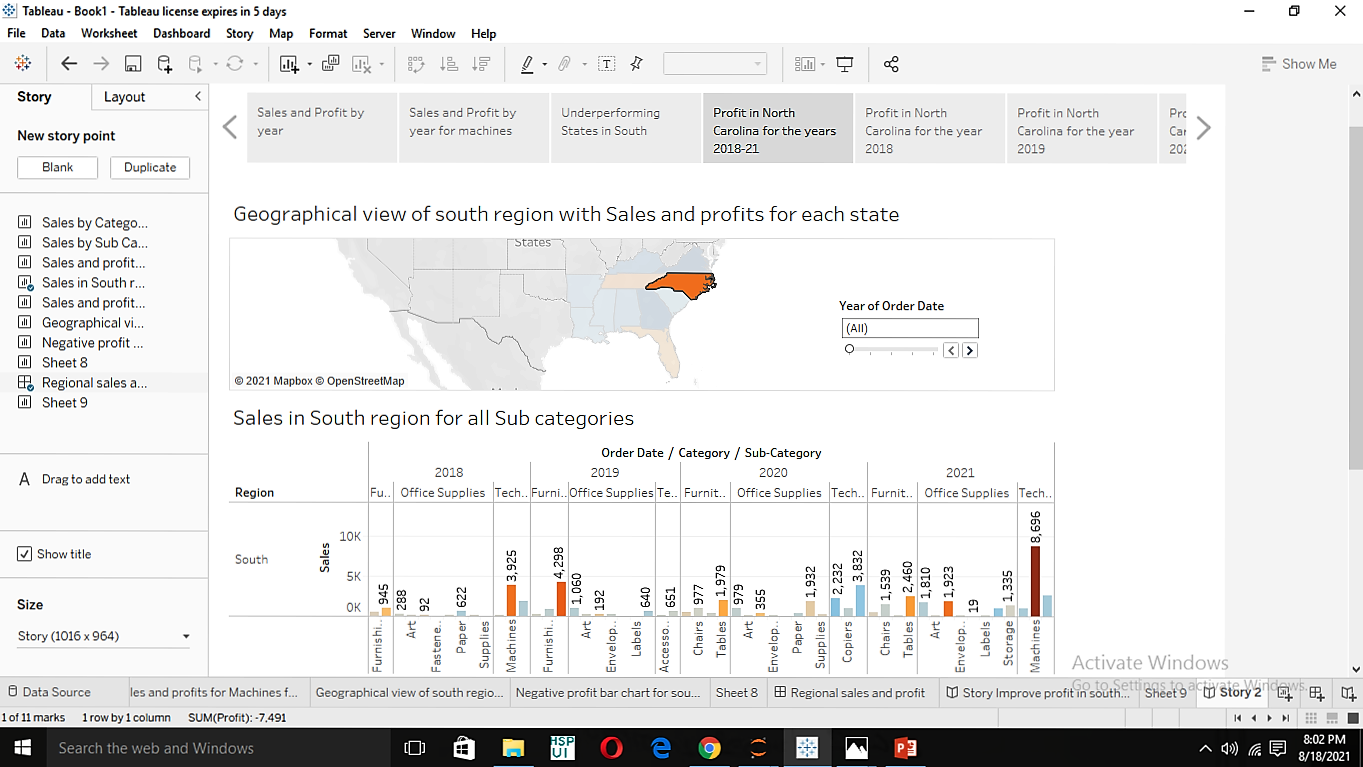 Tableau - Book1 - Tableau license expires in 5 days
File Data Worksheet Dashboard Story Map Format Server Window Help
Show Me
Story Layout
New story point
Blank Duplicate
Sales by Catego...
Sales by Sub Ca...
Sales and profit...
Sales in South r...
Sales and profit...
Geographical vi...
Negative profit ...
Sheet 8
Regional sales a...
Sheet 9
A Drag to add text
Show title
Size
Story (1016 x 964)
Sales and Profit by
year
Sales and Profit by
year for machines
Underperforming
States in South
Profit in North
Carolina for the years
2018-21
Profit in North
Carolina for the year
2018
Profit in North
Carolina for the year
2019
Geographical view of south region with Sales and profits for each state
States
Year of Order Date
(All)
© 2021 Mapbox © OpenStreetMap
Sales in South region for all Sub categories
Order Date / Category / Sub-Category
2018 2019 2020 2021
Region Fu.. Office Supplies Tech.. Furni.. Office Supplies Te.. Furnit.. Office Supplies Tech.. Furnit.. Office Supplies Tech..
South
Sales
10K
5K
0K
945 288 92 622 3,925 4,298 1,060 192 640 651 977 1,979 979 355 1,932 2,232 3,832 1,539 2,460 1,810 1,923 19 1,335 8,696
Furnishi.. Art Fastene.. Paper Supplies Machines Furnishi.. Art Envelop.. Labels Accesso.. Chairs Tables Art Envelop.. Paper Supplies Copiers Chairs Tables Art Envelop.. Labels Storage Machines
Activate Windows
Go to Settings to activate Windows.
Data Source les and profits for Machines f... Geographical view of south regio... Negative profit bar chart for sou... Sheet 8 Regional sales and profit Story Improve profit in south... Sheet 9 Story 2
1 of 11 marks 1 row by 1 column SUM(Profit): -7,491
Search the web and Windows
HSP
UI
8:02 PM
8/18/2021